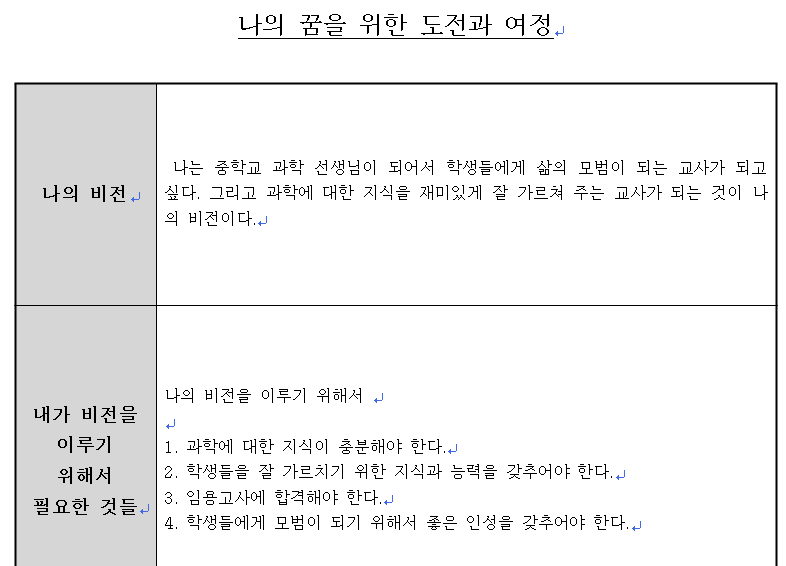 나의 꿈을 위한 도전과 여정
나의 비전
나는 중학교 과학 선생님이 되어서 학생들에게 삶의 모범이 되는 교사가 되고
싶다. 그리고 과학에 대한 지식을 재미있게 잘 가르쳐 주는 교사가 되는 것이 나
의 비전이다.
내가 비전을
이루기
위해서
필요한 것들
나의 비전을 이루기 위해서
1. 과학에 대한 지식이 충분해야 한다.
2. 학생들을 잘 가르치기 위한 지식과 능력을 갖추어야 한다.
3. 임용고사에 합격해야 한다.
4. 학생들에게 모범이 되기 위해서 좋은 인성을 갖추어야 한다.